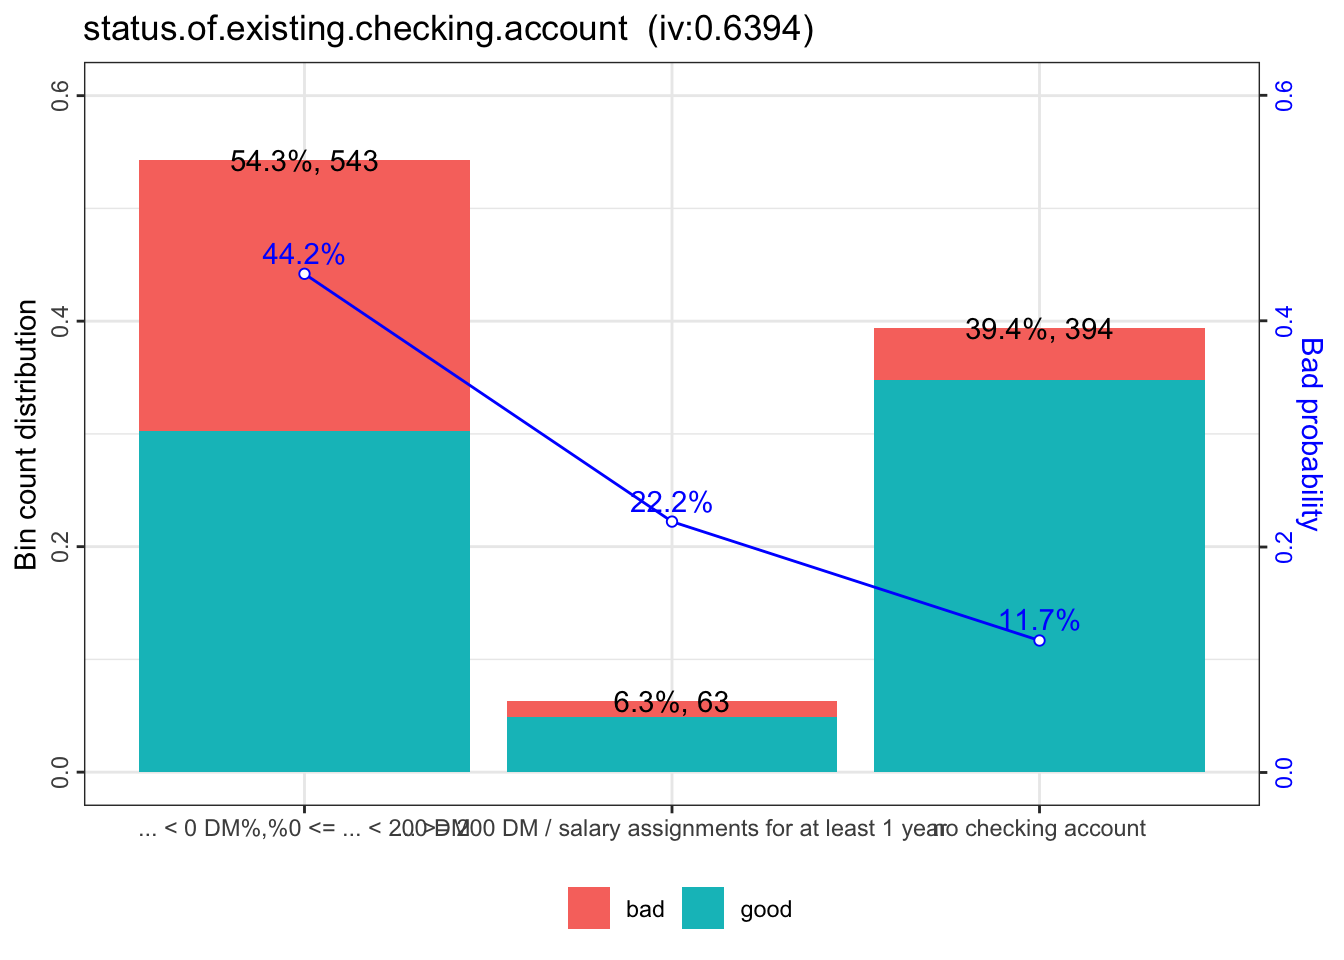 status.of.existing.checking.account  (iv:0.6394)
Bin count distribution
0.6
0.4
0.2
0.0
54.3%, 543
44.2%
6.3%, 63
22.2%
39.4%, 394
11.7%
0.6
0.4
0.2
0.0
Bad probability
... < 0 DM%,%0 <= ... < 200 DM
... >= 200 DM / salary assignments for at least 1 year
no checking account
bad
good